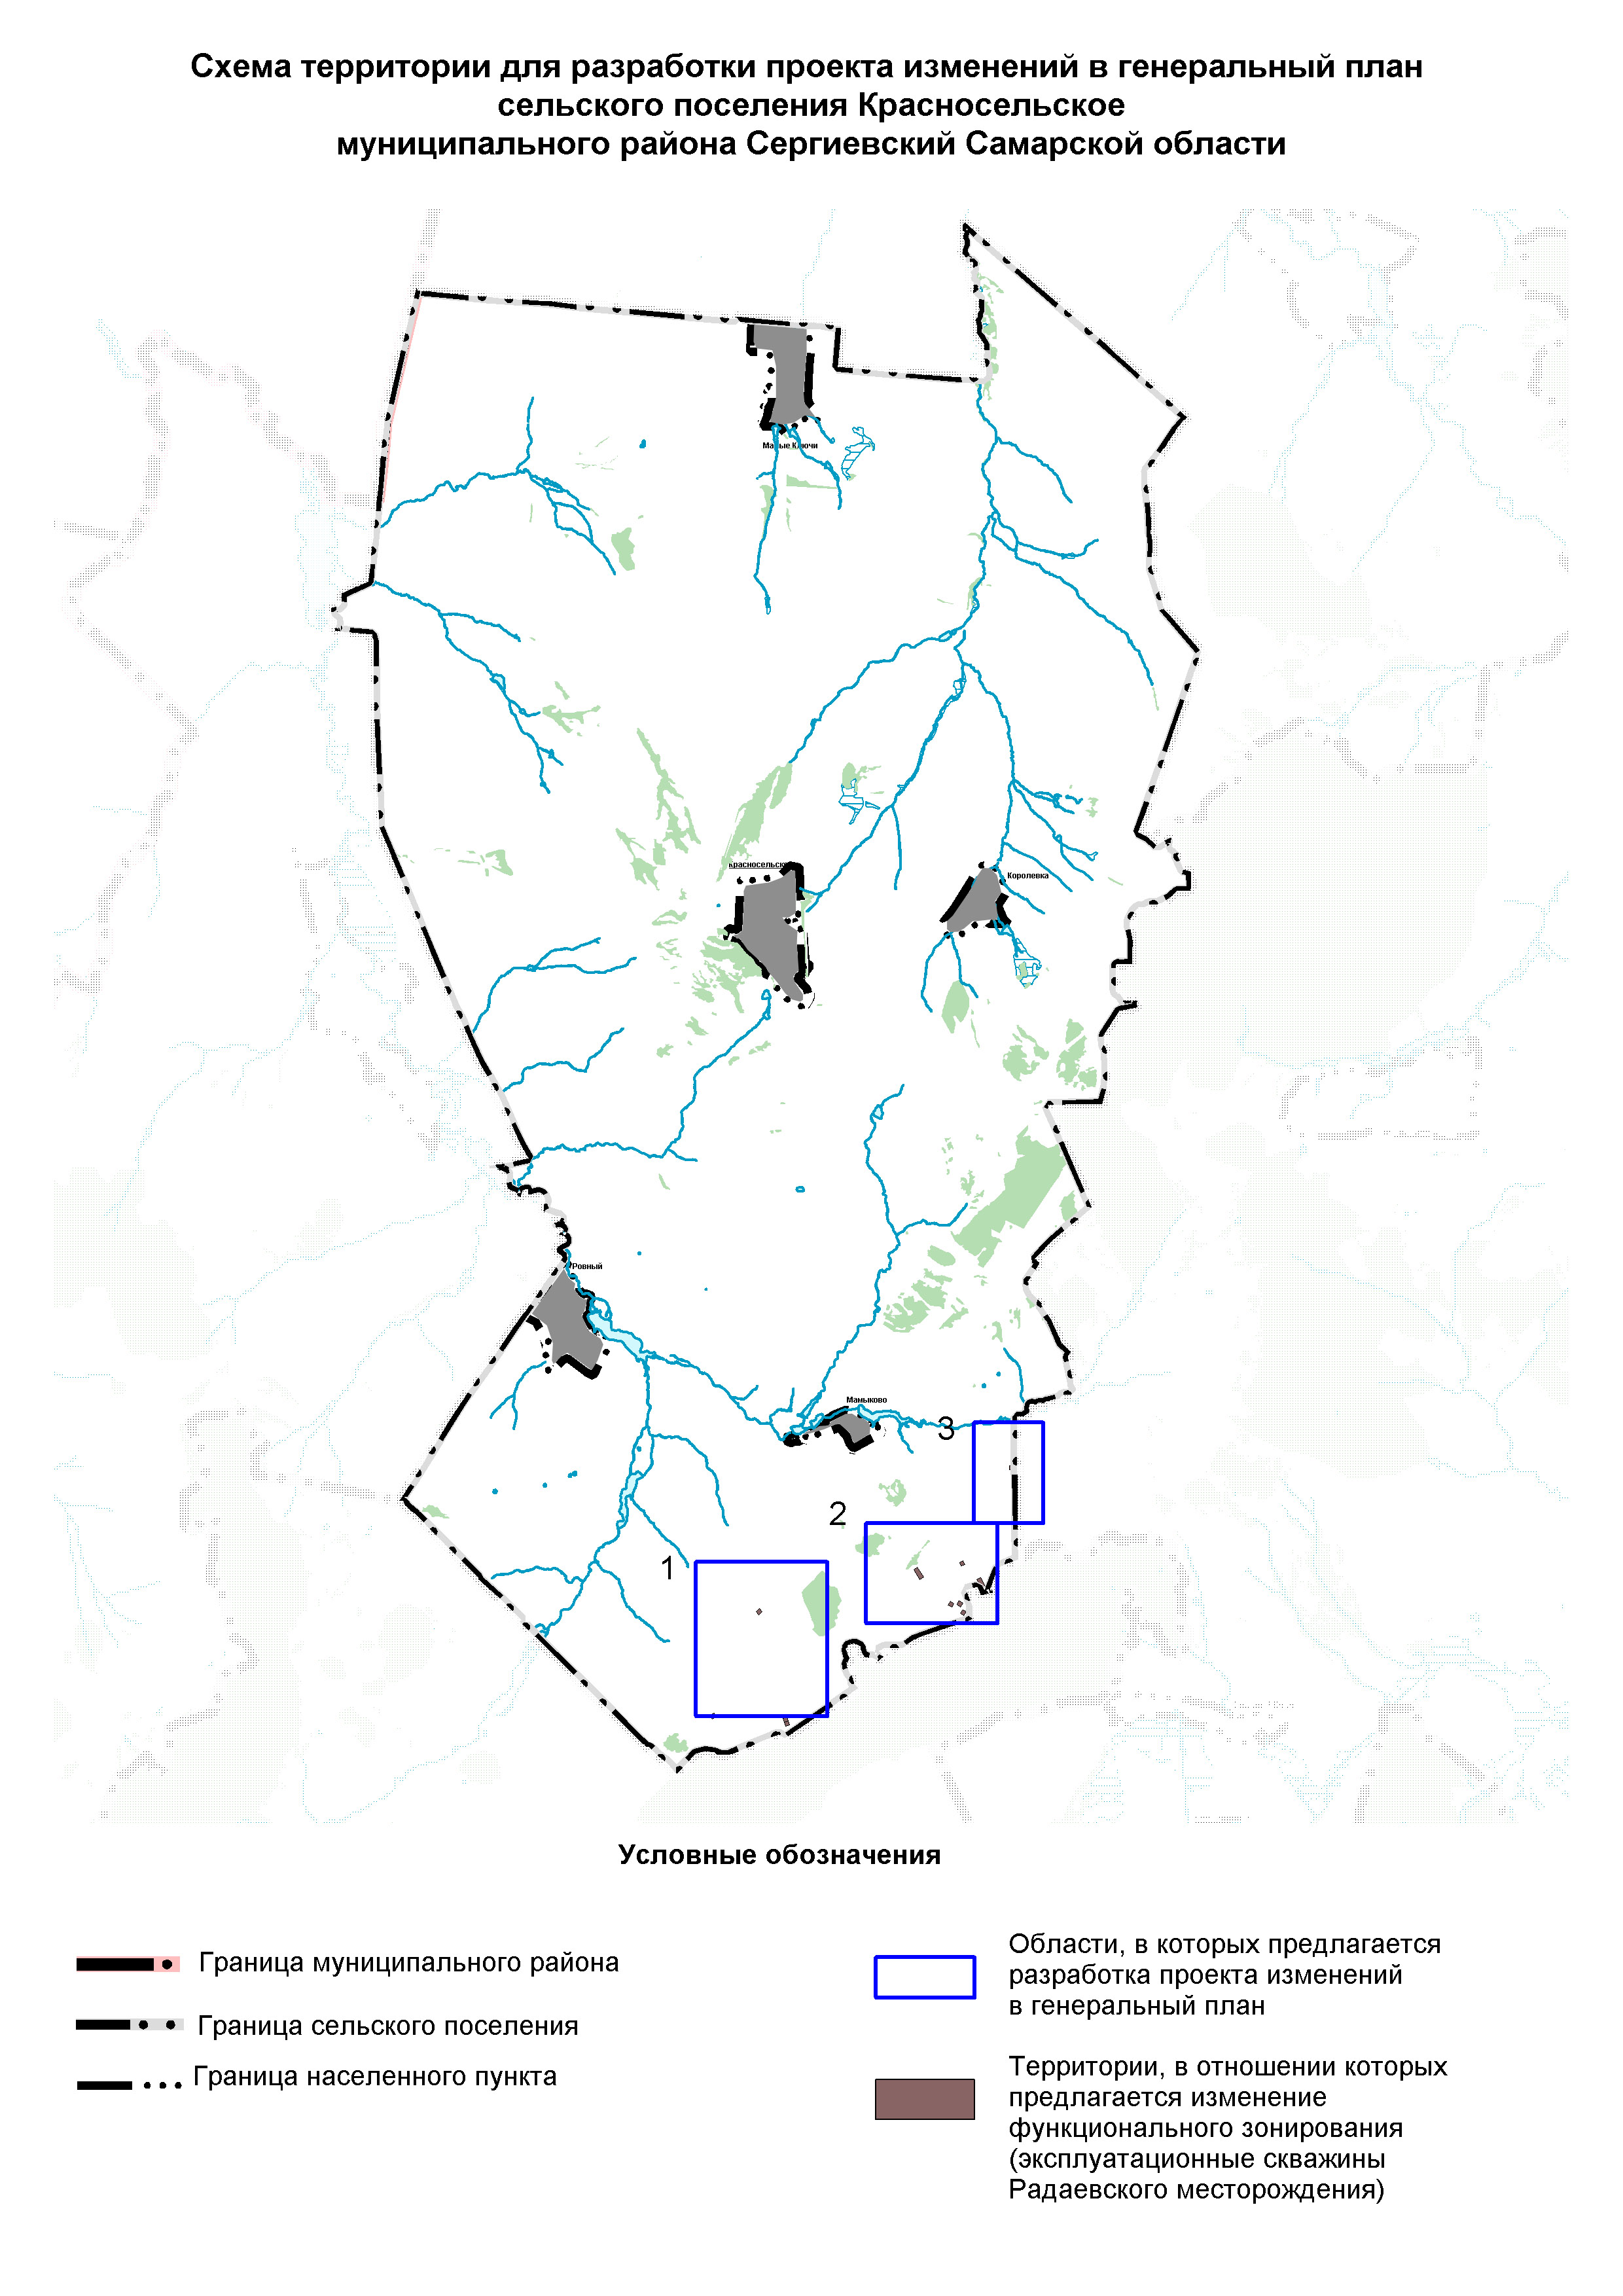 Схема территории для разработки проекта изменений в генеральный план
сельского поселения Красносельское
муниципального района Сергиевский Самарской области
Малые Ключи
Красносельск
Королевка
Ровный
Мамыково
3
2
1
Условные обозначения
Граница муниципального района
Граница сельского поселения
Граница населенного пункта
Области, в которых предлагается
разработка проекта изменений
в генеральный план
Территории, в отношении которых
предлагается изменение
функционального зонирования
(эксплуатационные скважины
Радаевского месторождения)